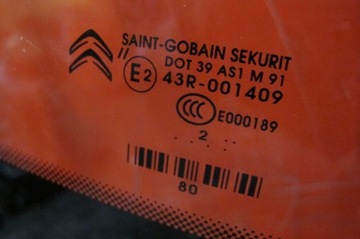 SAINT-GOBAIN SEKURIT
DOT 39 AS1 M 91
// E2 43R-001409
CCC E000189
2
80